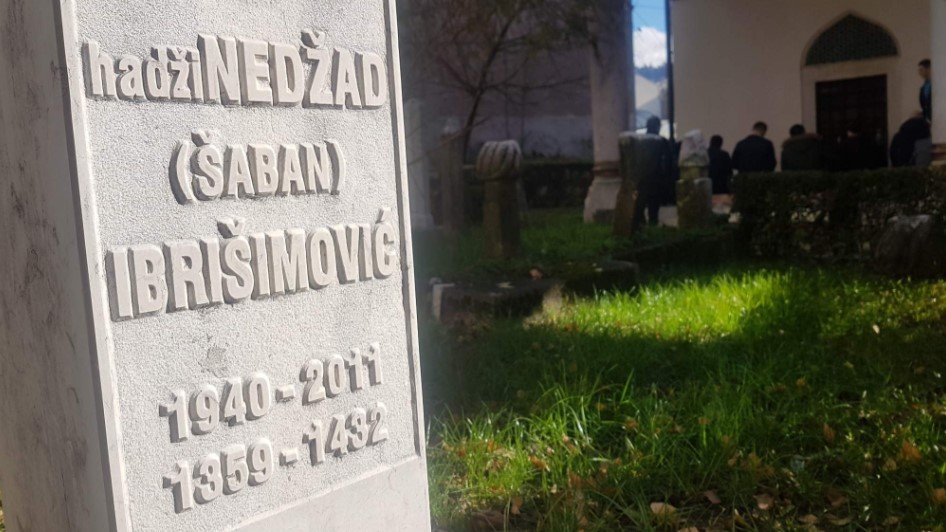 hadžiNEDŽAD
(ŠABAN)
IBRIŠIMOVIĆ
1940-2011
1359-1432